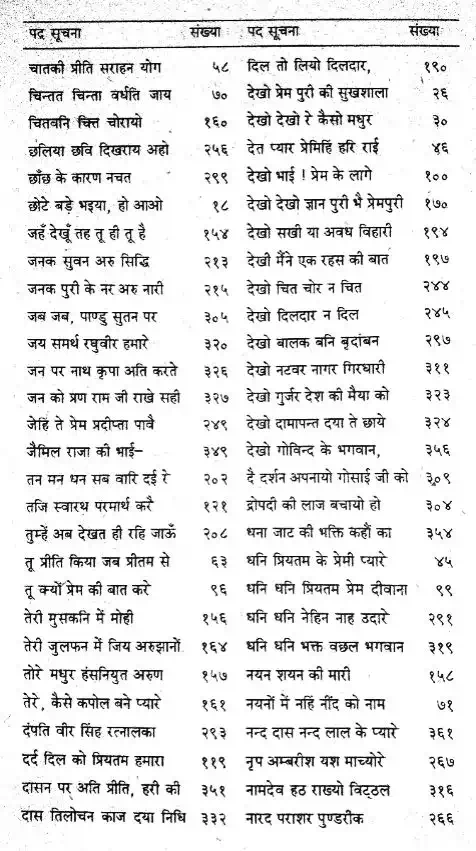 पद सूचना संख्या पद सूचना संख्या
चातकी प्रीति सराहन योग ५८ दिल तो लियो दिलदार, १९०
चिन्तत चिन्ता वर्धति जाय ७० देखो प्रेम पुरी की सुखशाला २६
चितबनि चित्त चोरायो १६० देखो देखो रे कैसो मधुर ३०
छलिया छवि दिखराय अहो २५६ देत प्यार प्रेमिहिं हरि राई ४६
छाँछ के कारण नचत २९९ देखो भाई ! प्रेम के लागे १००
छोटे बड़े भइया, हो आओ १८ देखो देखो ज्ञान पुरी भै प्रेमपुरी १७०
जहँ देखूँ तह तू ही तू है १५४ देखो सखी या अवध विहारी १९४
जनक सुवन अरु सिद्धि २१३ देखी मैंने एक रहस की बात १९७
जनक पुरी के नर अरु नारी २१५ देखो चित चोर न चित २४४
जब जब, पाण्डु सुतन पर ३०५ देखो दिलदार न दिल २४५
जय समर्थ रघुवीर हमारे ३२० देखो बालक बनि बृदांबन २९७
जन पर नाथ कृपा अति करते ३२६ देखो नटवर नागर गिरधारी ३११
जन को प्रण राम जी राखे सही ३२७ देखो गुर्जर देश की मैया को ३२३
जेहिं ते प्रेम प्रदीप्ता पावै २४९ देखो दामापन्त दया ते छाये ३२४
जैमिल राजा की भाई– ३४९ देखो गोविन्द के भगवान, ३५६
तन मन धन सब वारि दई रे २०२ दै दर्शन अपनायो गोसाई जी को ३०९
तजि स्वारथ परमार्थ करै १२१ द्रोपदी की लाज बचायो हो ३०४
तुम्हें अब देखत ही रहि जाऊँ २०८ धना जाट की भक्ति कहौं का ३५४
तू प्रीति किया जब प्रीतम से ६३ धनि प्रियतम के प्रेमी प्यारे ४५
तू क्यों प्रेम की बात करे ९६ धनि धनि प्रियतम प्रेम दीवाना ९९
तेरी मुसकनि में मोही १५६ धनि धनि नेहिन नाह उदारे २९१
तेरी जुलफन में जिय अरुझानों १६४ धनि धनि भक्त वछल भगवान ३१९
तोरे मधुर हंसनियुत अरुण १५७ नयन शयन की मारी १५८
तेरे, कैसे कपोल बने प्यारे १६१ नयनों में नहिं नींद को नाम ७१
दंपति वीर सिंह रत्नालका २९३ नन्द दास नन्द लाल के प्यारे ३६१
दर्द दिल को प्रियतम हमारा ११९ नृप अम्बरीश यश माच्योरे २६७
दासन पर अति प्रीति, हरी की ३५१ नामदेव हठ राख्यो विट्ठल ३१६
दास तिलोचन काज दया निधि ३३२ नारद पराशर पुण्डरीक २६६